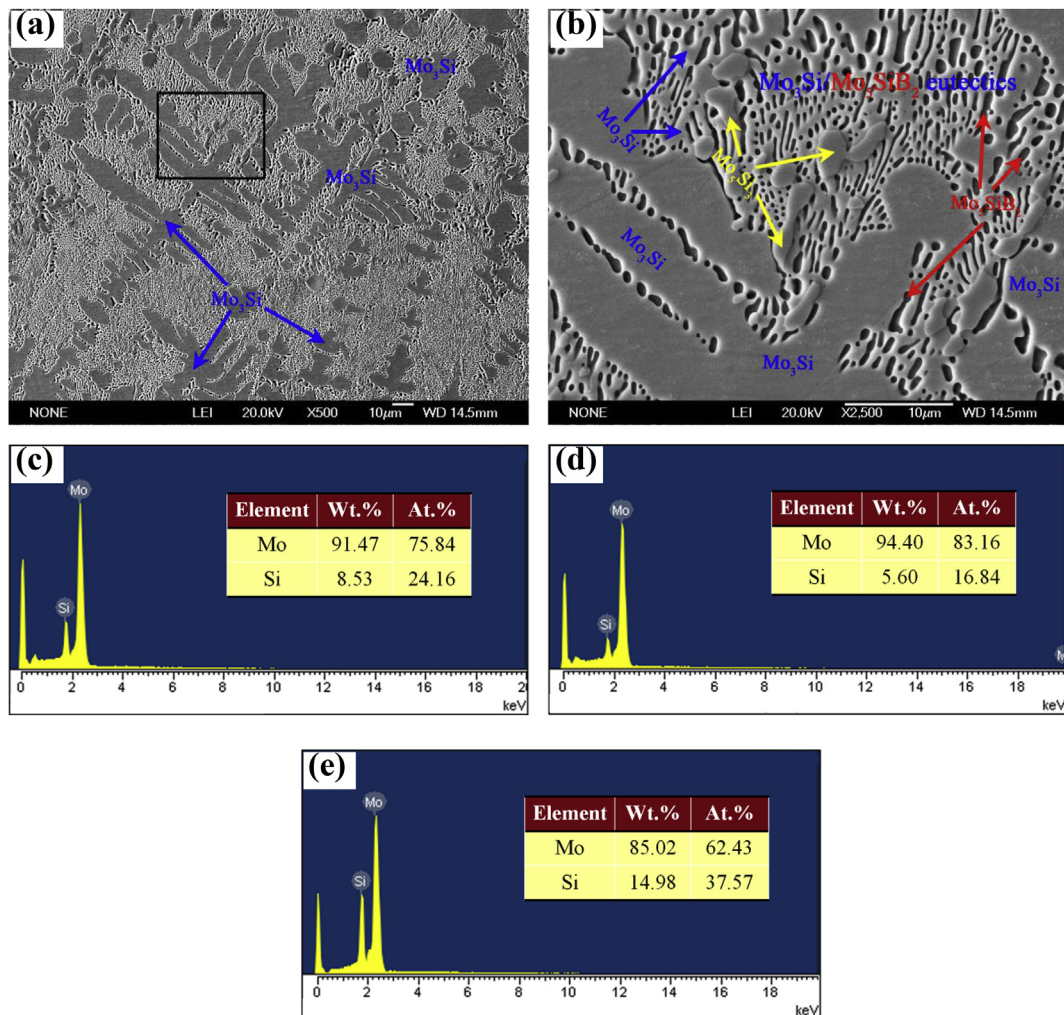 (a)
Mo₃Si
Mo₃Si
Mo₃Si
NONE LEI 20.0kV X500 10μm WD 14.5mm
(b)
Mo₃Si/Mo₅SiB₂ eutectics
Mo₃Si
Mo₅Si₃
Mo₅SiB₂
Mo₃Si
Mo₃Si
Mo₃Si
NONE LEI 20.0kV X2,500 10μm WD 14.5mm
(c)
Mo
Si
Element Wt.% At.%
Mo 91.47 75.84
Si 8.53 24.16
0 2 4 6 8 10 12 14 16 18 20
keV
(d)
Mo
Si
Element Wt.% At.%
Mo 94.40 83.16
Si 5.60 16.84
M
0 2 4 6 8 10 12 14 16 18
keV
(e)
Mo
Si
Element Wt.% At.%
Mo 85.02 62.43
Si 14.98 37.57
0 2 4 6 8 10 12 14 16 18
keV